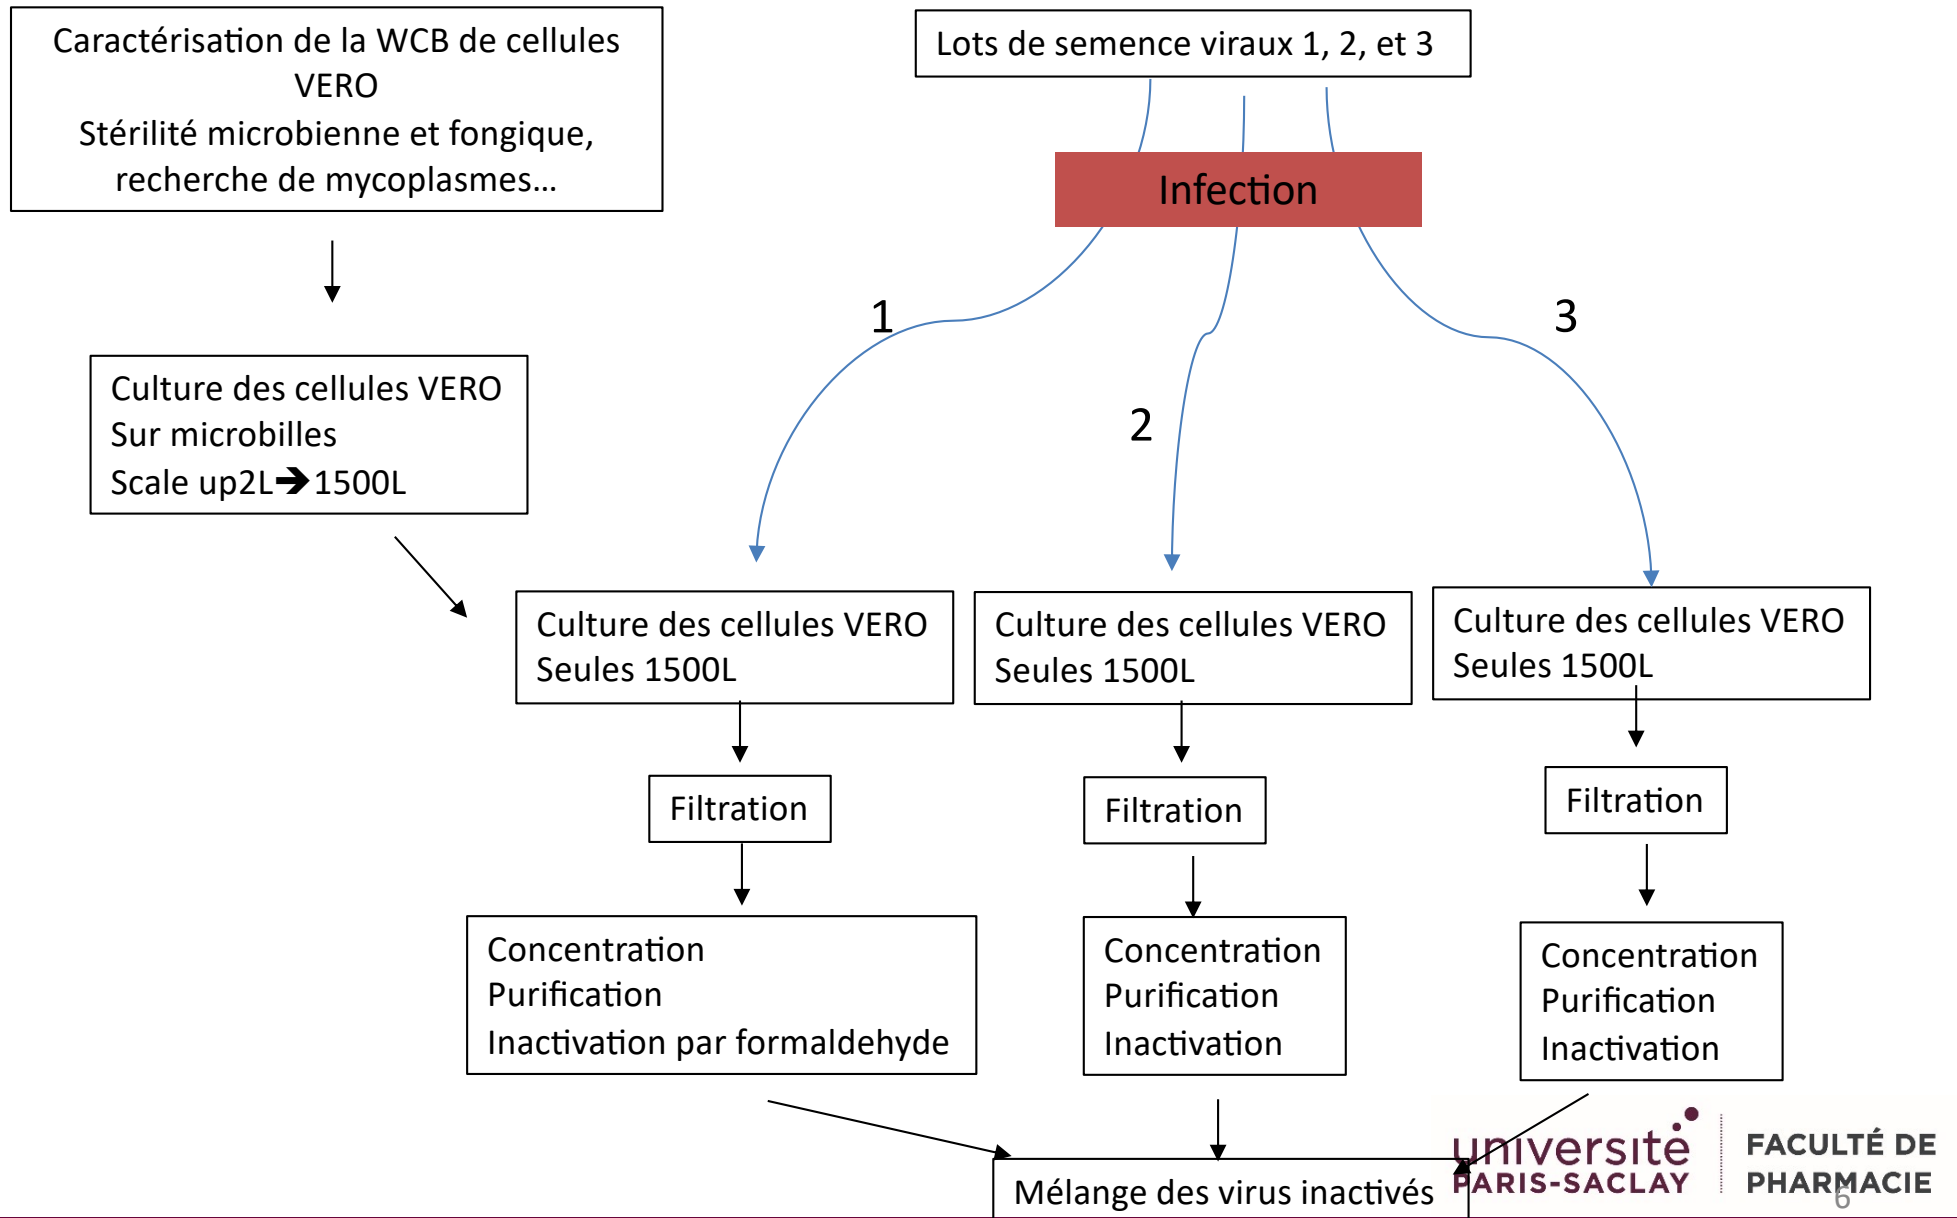 Caractérisation de la WCB de cellules
VERO
Stérilité microbienne et fongique,
recherche de mycoplasmes...
Lots de semence viraux 1, 2, et 3
Infection
1
2
3
Culture des cellules VERO
Sur microbilles
Scale up2L➔1500L
Culture des cellules VERO
Seules 1500L
Culture des cellules VERO
Seules 1500L
Culture des cellules VERO
Seules 1500L
Filtration
Filtration
Filtration
Concentration
Purification
Inactivation par formaldehyde
Concentration
Purification
Inactivation
Concentration
Purification
Inactivation
Mélange des virus inactivés
université
PARIS-SACLAY
FACULTÉ DE
PHARMACIE
6